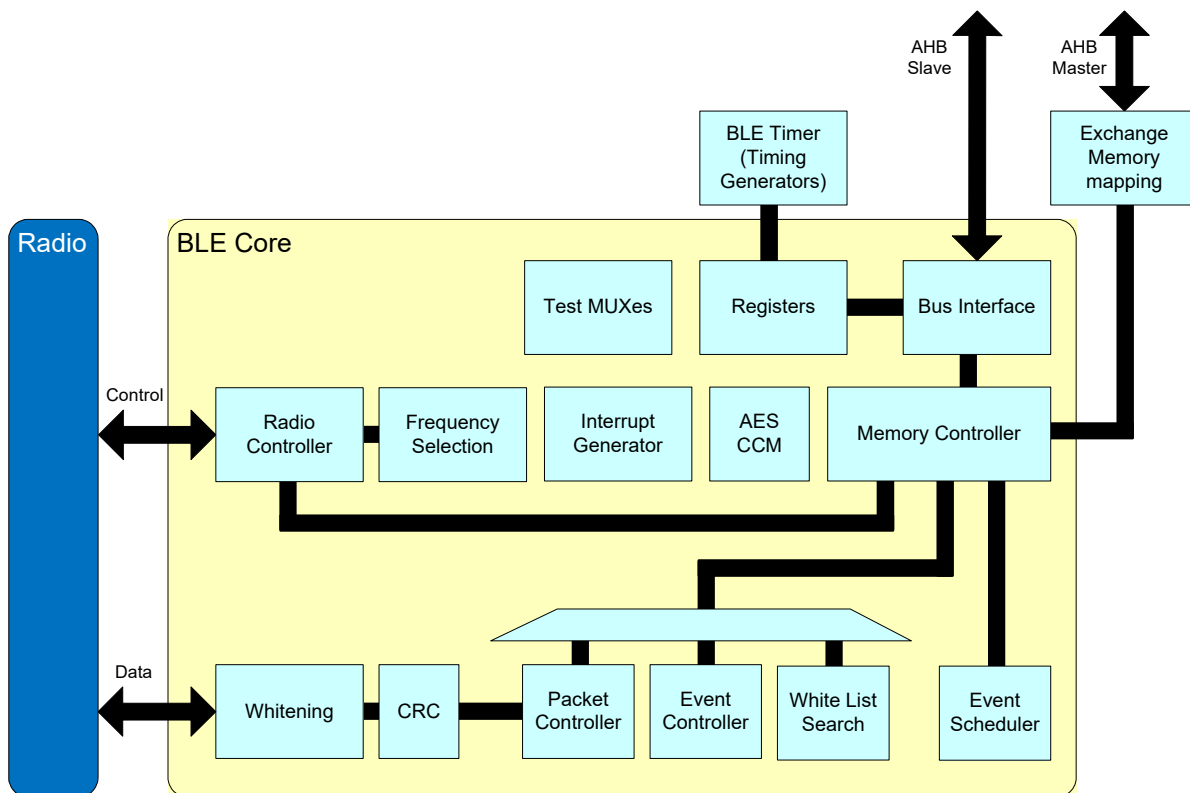 AHB
Slave
AHB
Master
BLE Timer
(Timing
Generators)
Exchange
Memory
mapping
Radio
BLE Core
Test MUXes
Registers
Bus Interface
Control
Radio
Controller
Frequency
Selection
Interrupt
Generator
AES
CCM
Memory Controller
Data
Whitening
CRC
Packet
Controller
Event
Controller
White List
Search
Event
Scheduler